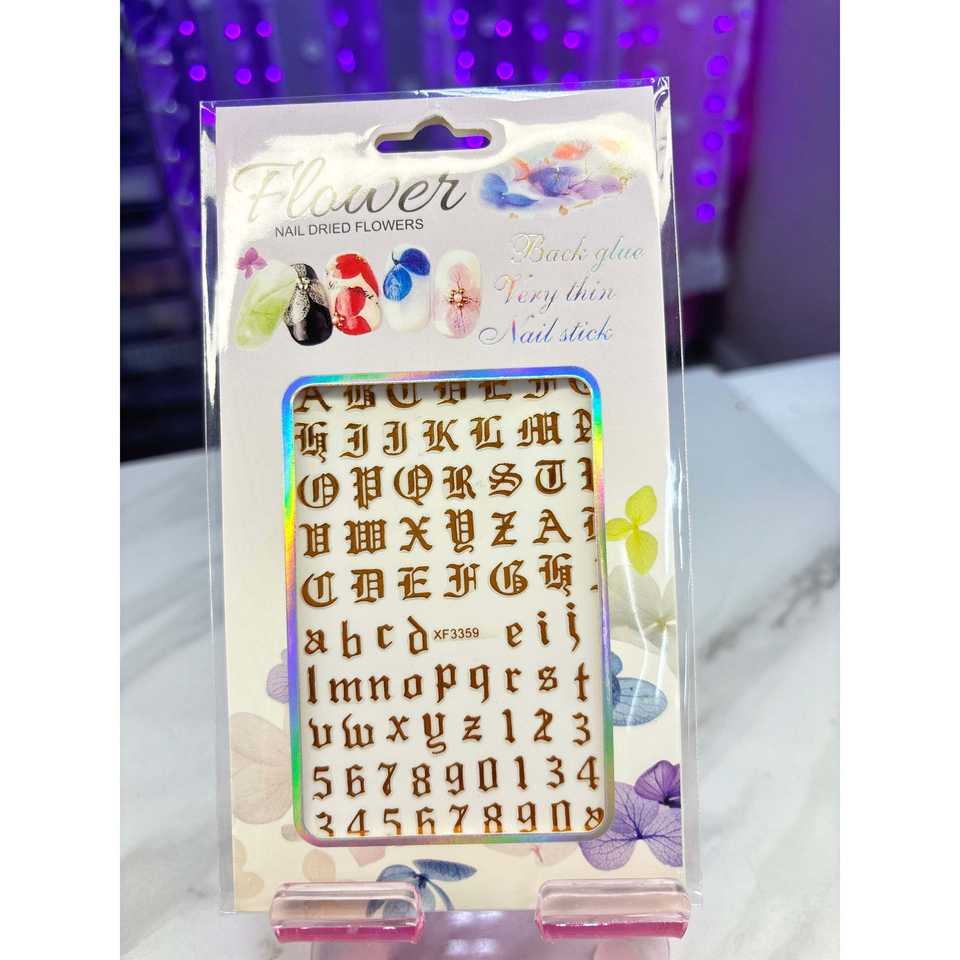 Flower
NAIL DRIED FLOWERS
Back glue
Very thin
Nail stick
A B C D E F G
H I J K L M N
O P Q R S T
V W X Y Z A
C D E F G H
a b c d XF3359 e i j
l m n o p q r s t
v w x y z 1 2 3
5 6 7 8 9 0 1 3 4
3 4 5 6 7 8 9 0 a